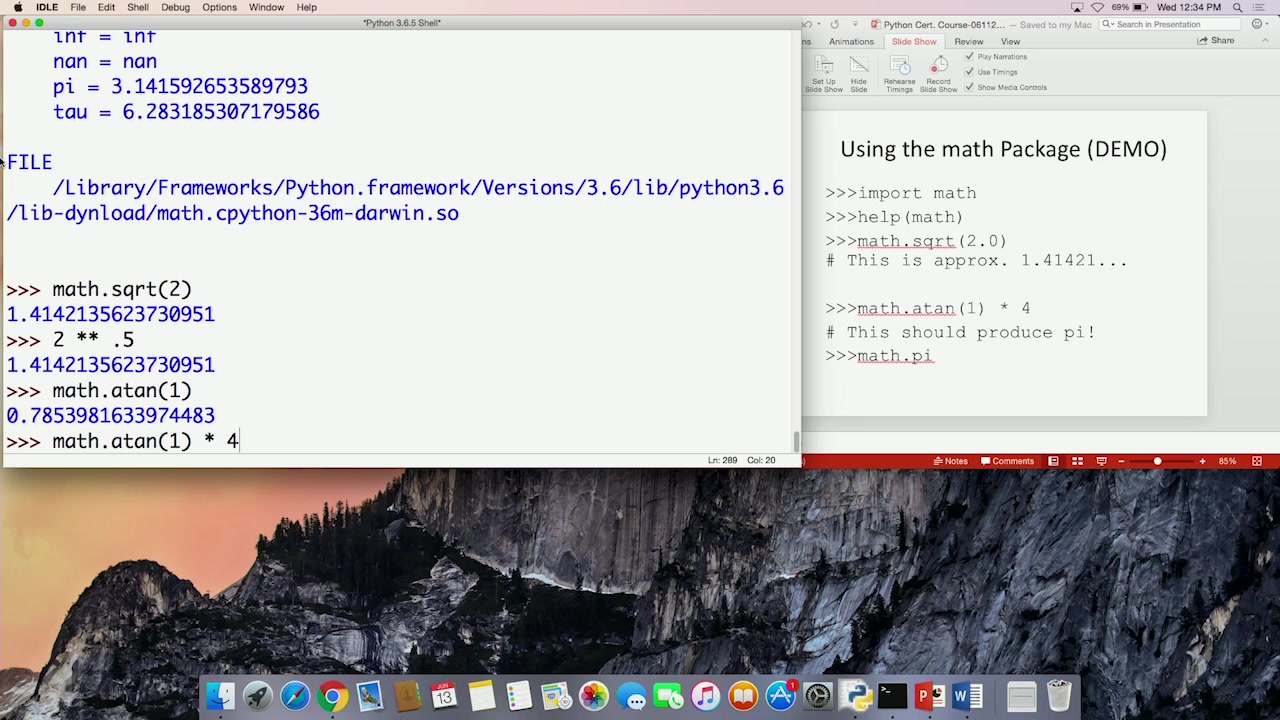 IDLE File Edit Shell Debug Options Window Help
69% Wed 12:34 PM
*Python 3.6.5 Shell*
inf = inf
nan = nan
pi = 3.141592653589793
tau = 6.283185307179586
FILE
/Library/Frameworks/Python.framework/Versions/3.6/lib/python3.6
/lib-dynload/math.cpython-36m-darwin.so
>>> math.sqrt(2)
1.4142135623730951
>>> 2 ** .5
1.4142135623730951
>>> math.atan(1)
0.7853981633974483
>>> math.atan(1) * 4
Ln: 289 Col: 20
Python Cert. Course-06112... — Saved to my Mac
Search in Presentation
ns Animations Slide Show Review View
Share
Set Up
Slide Show
Hide
Slide
Rehearse
Timings
Record
Slide Show
Play Narrations
Use Timings
Show Media Controls
Using the math Package (DEMO)
>>>import math
>>>help(math)
>>>math.sqrt(2.0)
# This is approx. 1.41421...
>>>math.atan(1) * 4
# This should produce pi!
>>>math.pi
Notes Comments
85%
JUN
13
1